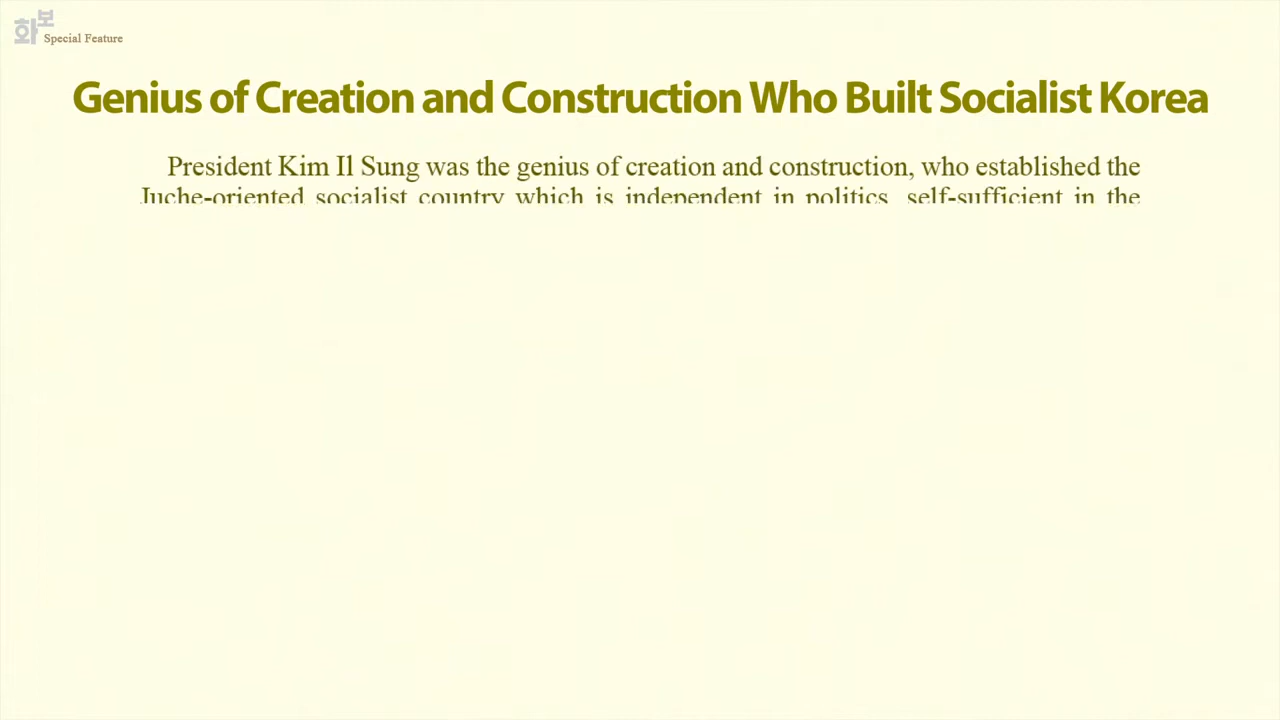 화보
Special Feature
Genius of Creation and Construction Who Built Socialist Korea
President Kim Il Sung was the genius of creation and construction, who established the
Juche-oriented socialist country which is independent in politics, self-sufficient in the